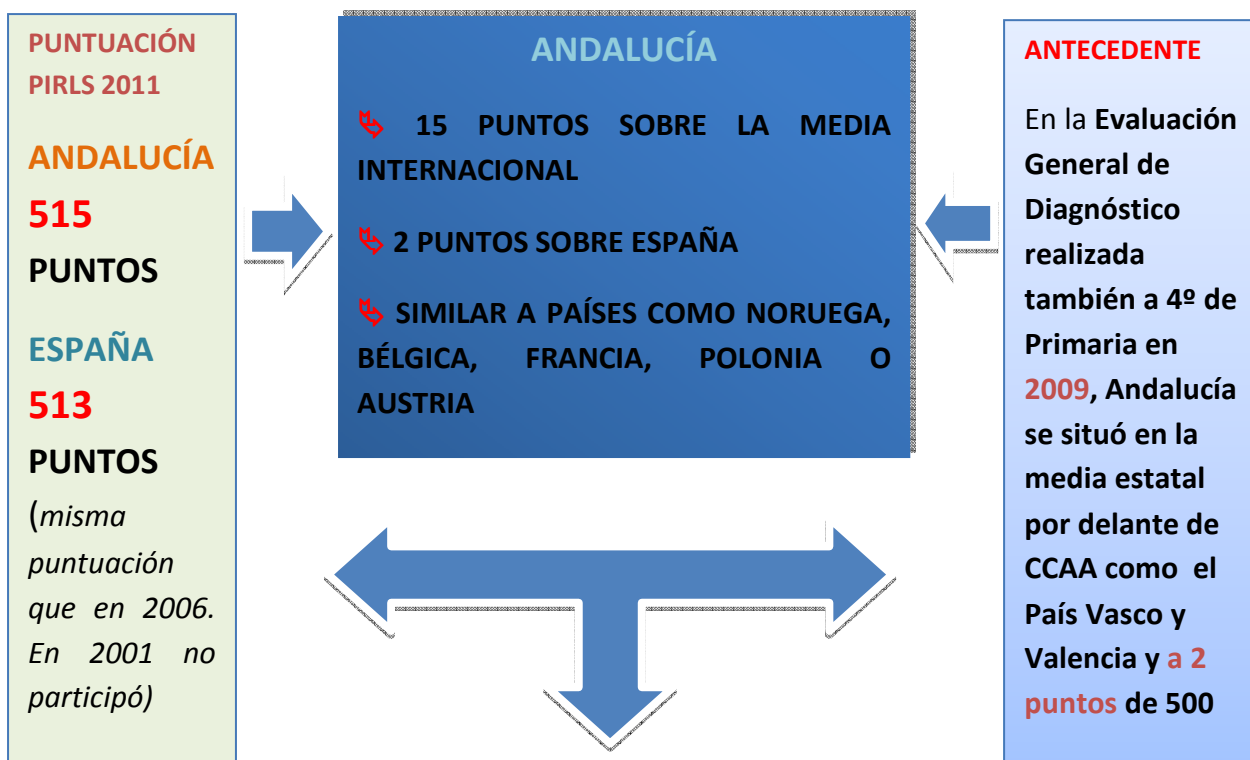 PUNTUACIÓN
PIRLS 2011
ANDALUCÍA
515
PUNTOS
ESPAÑA
513
PUNTOS
(misma
puntuación
que en 2006.
En 2001 no
participó)
ANDALUCÍA
15 PUNTOS SOBRE LA MEDIA
INTERNACIONAL
2 PUNTOS SOBRE ESPAÑA
SIMILAR A PAÍSES COMO NORUEGA,
BÉLGICA, FRANCIA, POLONIA O
AUSTRIA
ANTECEDENTE
En la Evaluación
General de
Diagnóstico
realizada
también a 4º de
Primaria en
2009, Andalucía
se situó en la
media estatal
por delante de
CCAA como el
País Vasco y
Valencia y a 2
puntos de 500